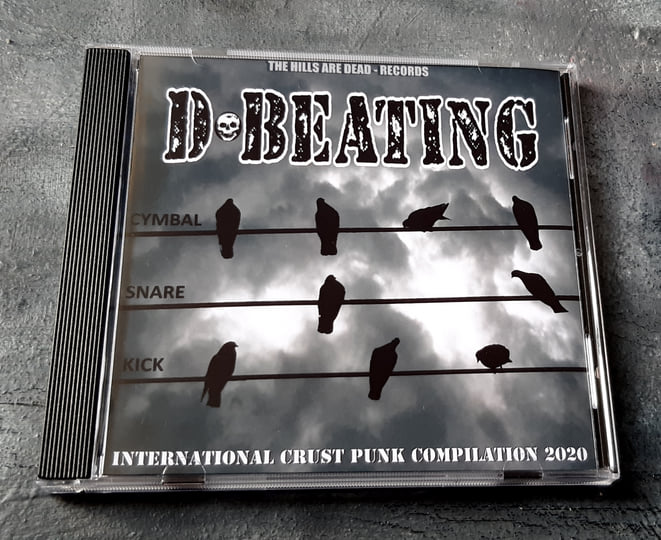 THE HILLS ARE DEAD - RECORDS
D BEATING
CYMBAL
SNARE
KICK
INTERNATIONAL CRUST PUNK COMPILATION 2020